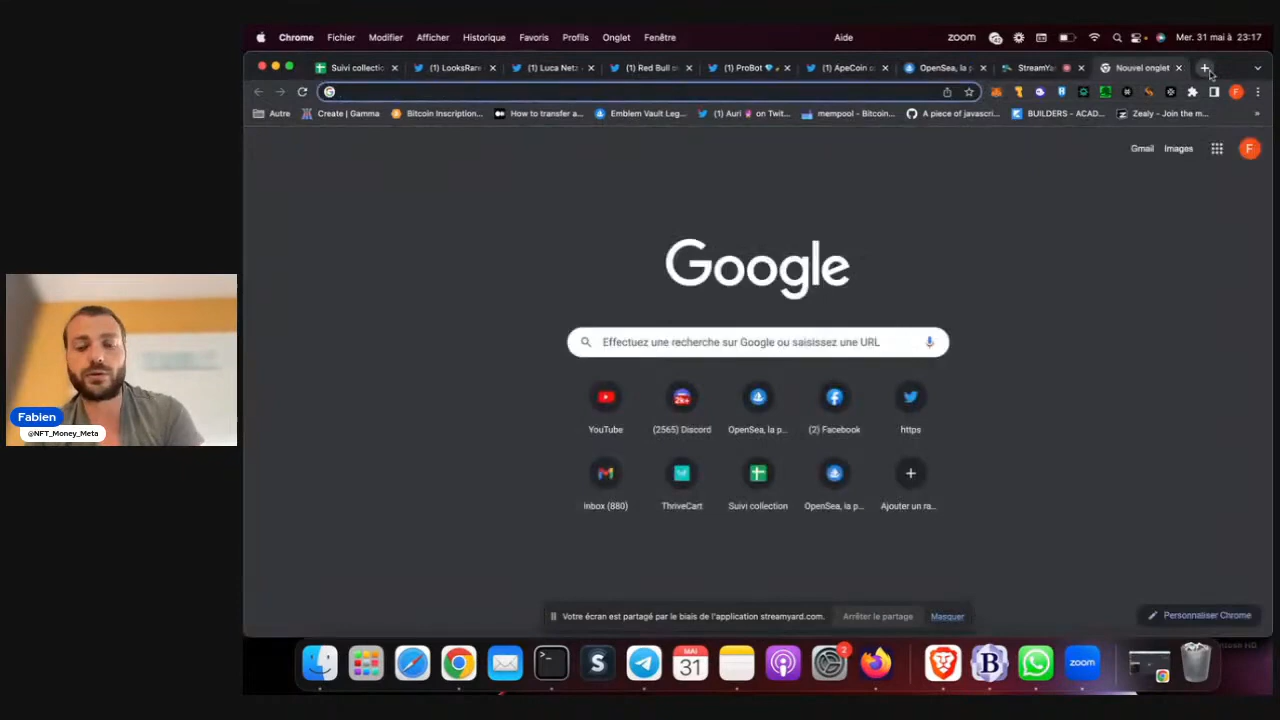 Chrome Fichier Modifier Afficher Historique Favoris Profils Onglet Fenêtre Aide zoom Mer. 31 mai à 23:17
Suivi collectio (1) LooksRare (1) Luca Netz (1) Red Bull (1) ProBot (1) ApeCoin OpenSea, la p StreamYa Nouvel onglet
Autre Create | Gamma Bitcoin Inscription... How to transfer a... Emblem Vault Leg... (1) Auri on Twit... mempool - Bitcoin... A piece of javascri... BUILDERS - ACAD... Zealy - Join the m...
Gmail Images F
Google
Effectuez une recherche sur Google ou saisissez une URL
2K+
YouTube (2565) Discord OpenSea, la p... (2) Facebook https
Fabien
@NFT_Money_Meta
Inbox (880) ThriveCart Suivi collection OpenSea, la p... Ajouter un ra...
Votre écran est partagé par le biais de l'application streamyard.com. Arrêter le partage Masquer
Personnaliser Chrome
MAI
31
2
zoom